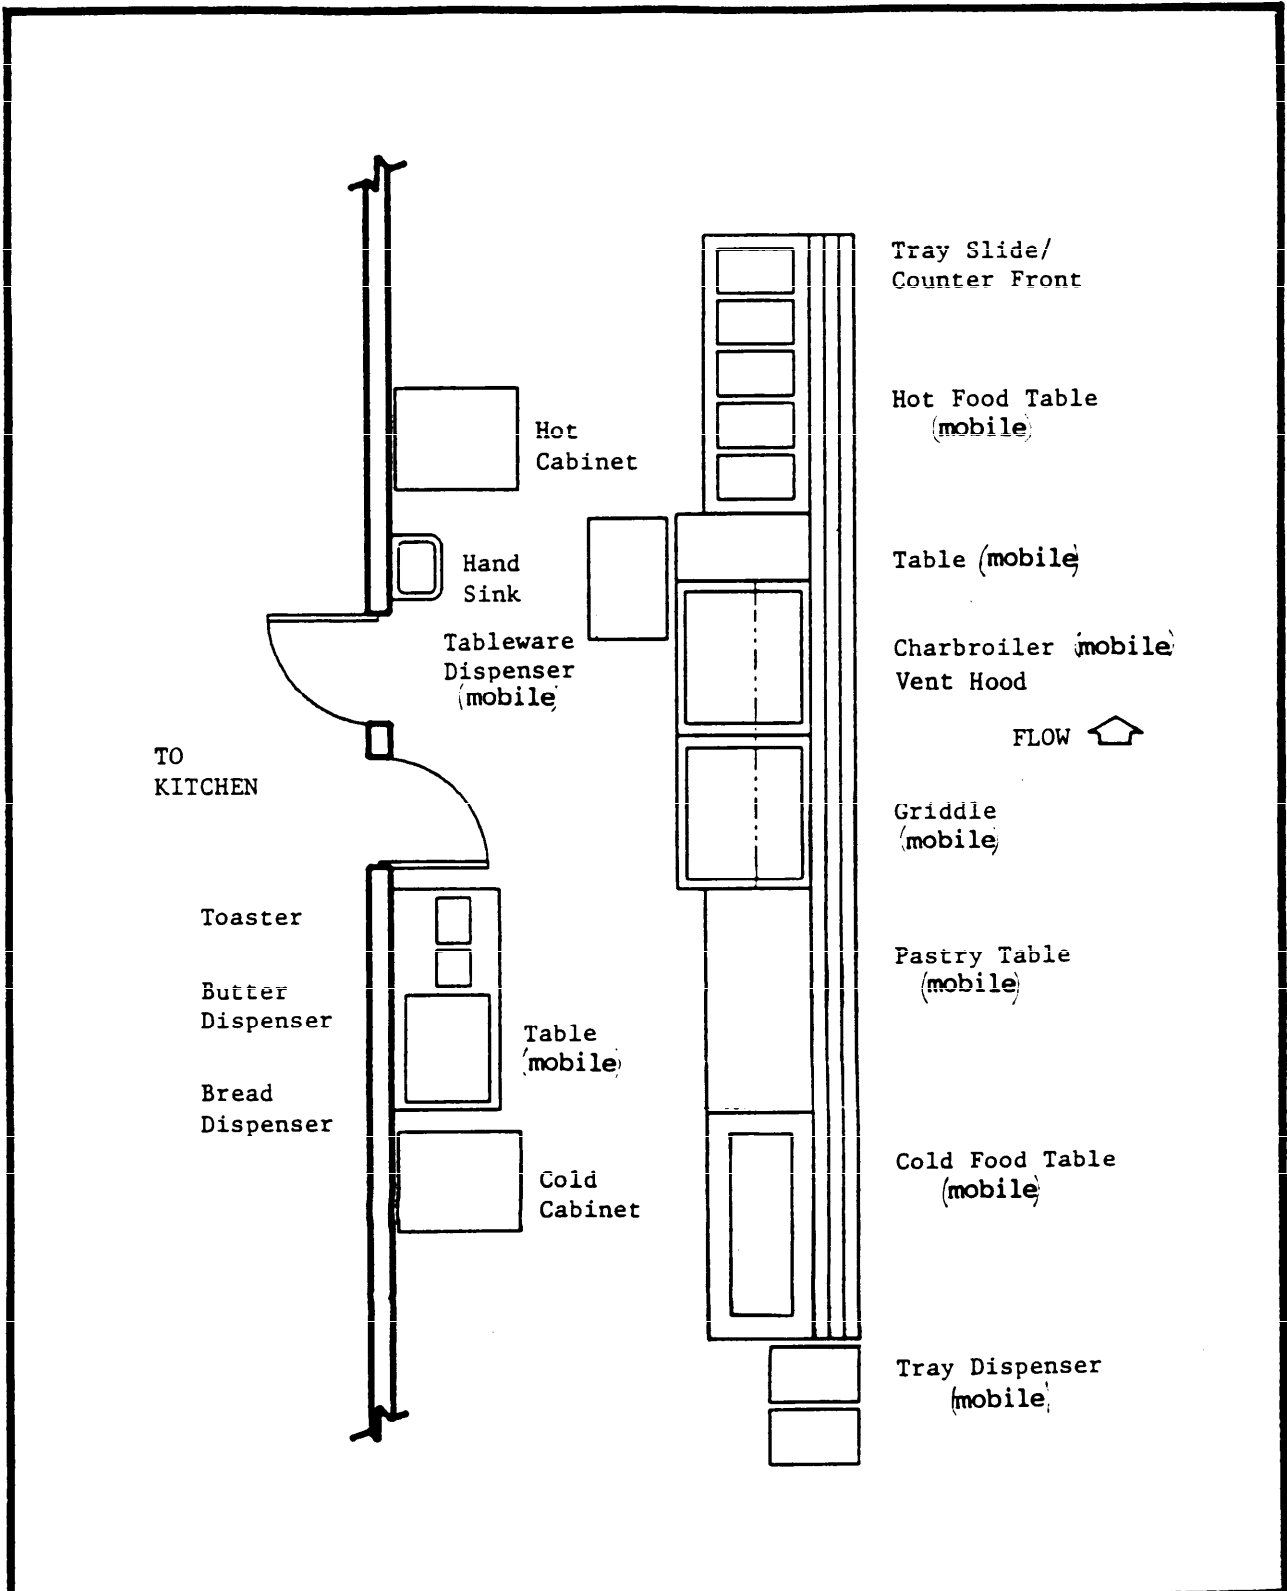 Tray Slide/
Counter Front
Hot Food Table
(mobile)
Hot
Cabinet
Table (mobile)
Hand
Sink
Tableware
Dispenser
(mobile)
Charbroiler (mobile)
Vent Hood
FLOW
TO
KITCHEN
Griddle
(mobile)
Toaster
Pastry Table
(mobile)
Butter
Dispenser
Table
(mobile)
Bread
Dispenser
Cold Food Table
(mobile)
Cold
Cabinet
Tray Dispenser
(mobile)